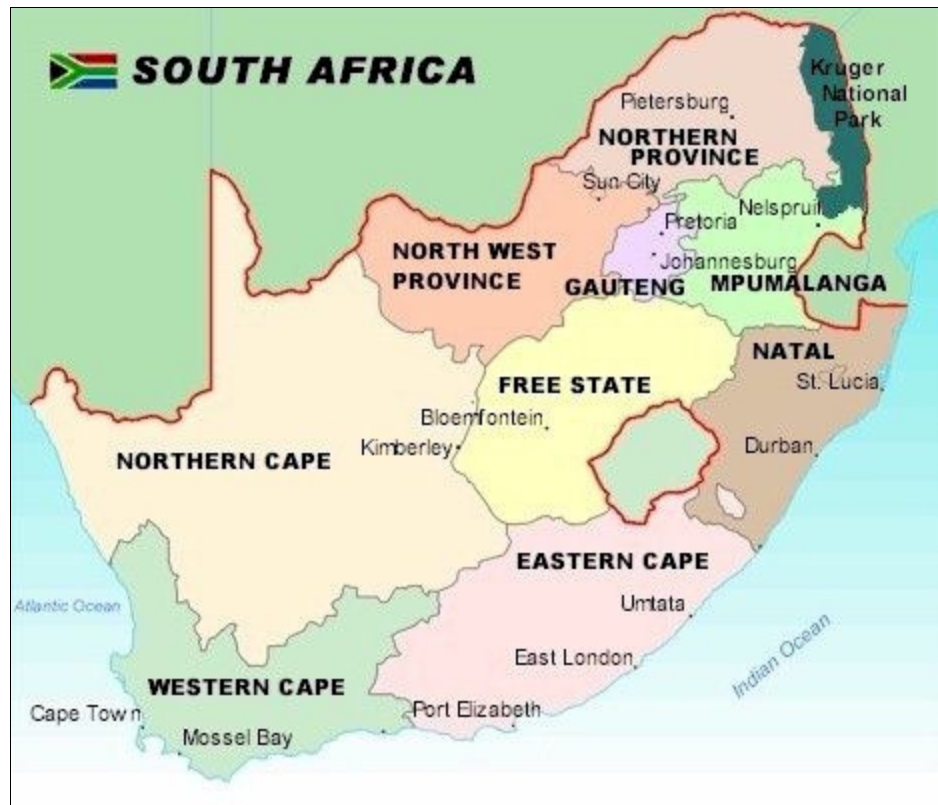 SOUTH AFRICA
Kruger
National
Park
Pietersburg
NORTHERN
PROVINCE
Sun City
Nelspruit
Pretoria
NORTH WEST
PROVINCE
Johannesburg
GAUTENG
MPUMALANGA
NATAL
St. Lucia
FREE STATE
Bloemfontein
Kimberley
Durban
NORTHERN CAPE
EASTERN CAPE
Atlantic Ocean
Umtata
Indian Ocean
East London
WESTERN CAPE
Port Elizabeth
Cape Town
Mossel Bay